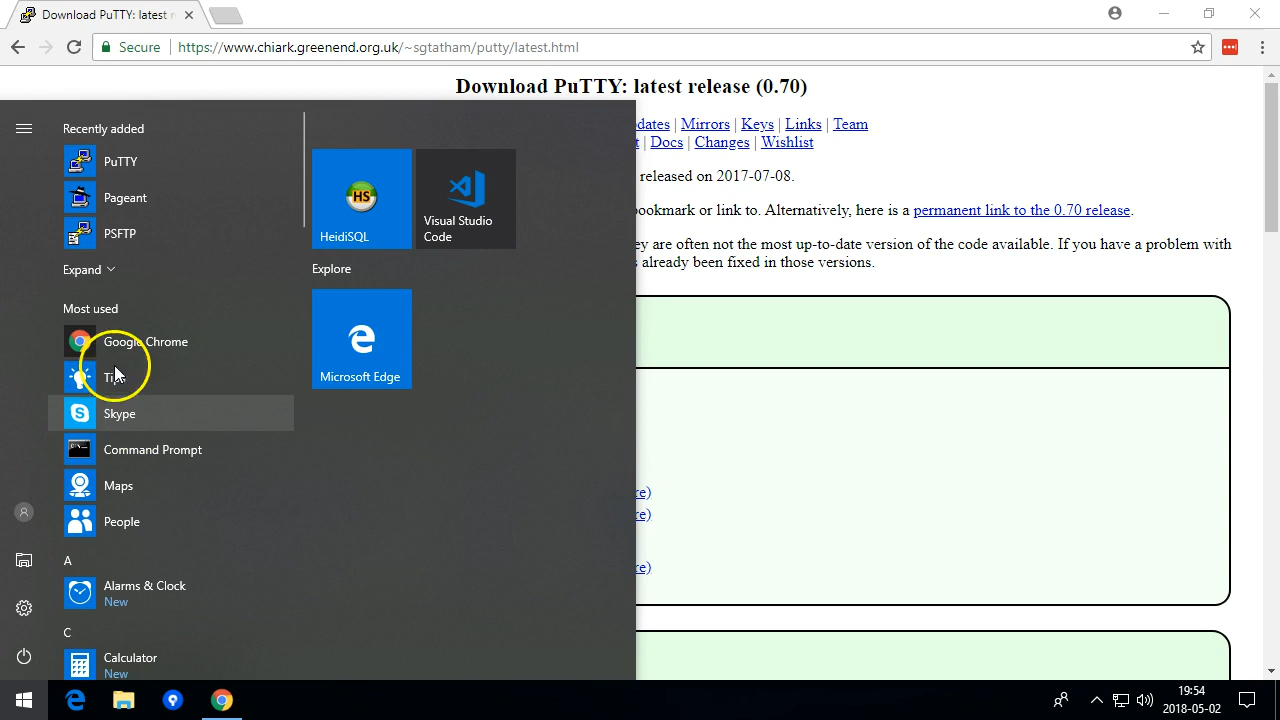 Download PuTTY: latest r
Secure
https://www.chiark.greenend.org.uk/~sgtatham/putty/latest.html
Download PuTTY: latest release (0.70)
dates | Mirrors | Keys | Links | Team
t | Docs | Changes | Wishlist
released on 2017-07-08.
ookmark or link to. Alternatively, here is a permanent link to the 0.70 release.
ey are often not the most up-to-date version of the code available. If you have a problem with
already been fixed in those versions.
re)
re)
re)
Recently added
PuTTY
Pageant
PSFTP
Expand
Most used
Google Chrome
Tips
Skype
Command Prompt
Maps
People
A
Alarms & Clock
New
C
Calculator
New
HS
HeidiSQL
Visual Studio
Code
Explore
Microsoft Edge
19:54
2018-05-02